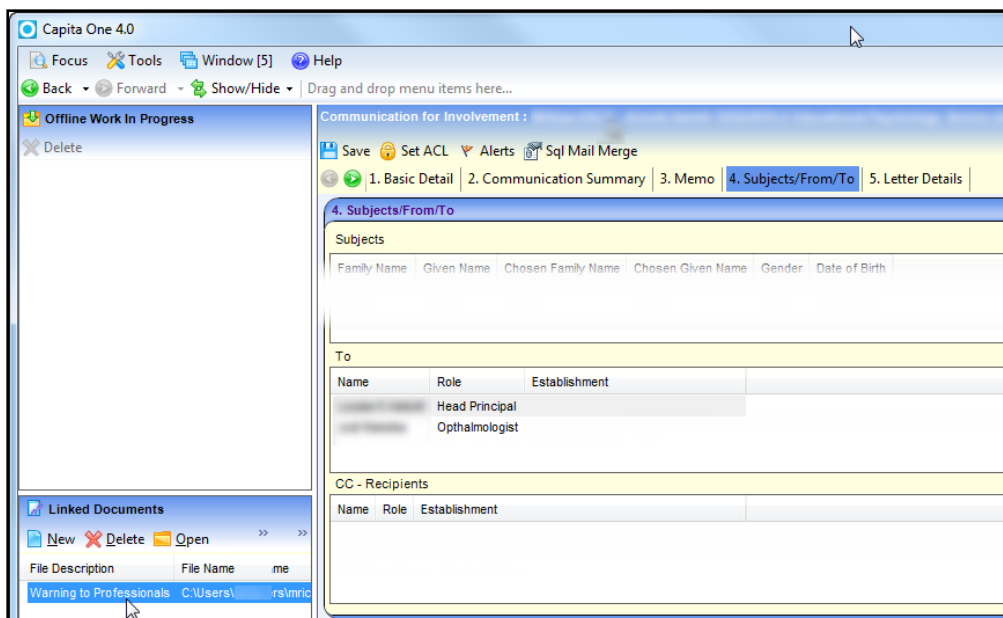 Capita One 4.0
Focus Tools Window [5] Help
Back Forward Show/Hide Drag and drop menu items here...
Offline Work In Progress
Delete
Communication for Involvement :
Save Set ACL Alerts Sql Mail Merge
1. Basic Detail 2. Communication Summary 3. Memo 4. Subjects/From/To 5. Letter Details
4. Subjects/From/To
Subjects
Family Name Given Name Chosen Family Name Chosen Given Name Gender Date of Birth
To
Name Role Establishment
Head Principal
Opthalmologist
CC - Recipients
Name Role Establishment
Linked Documents
New Delete Open » »
File Description File Name me
Warning to Professionals C:\Users\ rs\mric